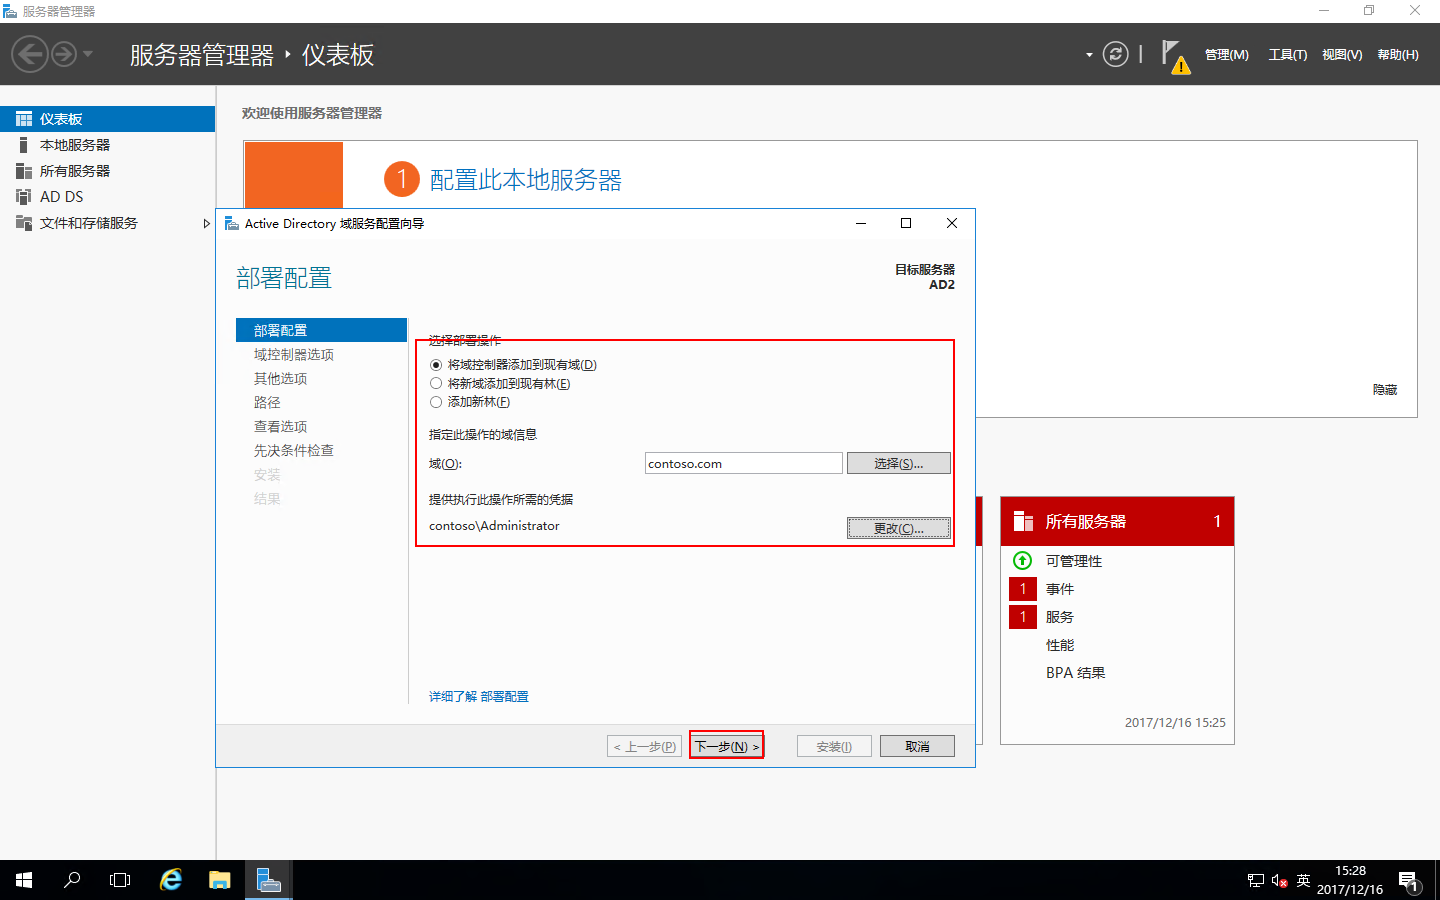 服务器管理器
服务器管理器 ‣ 仪表板
管理(M) 工具(T) 视图(V) 帮助(H)
仪表板
本地服务器
所有服务器
AD DS
文件和存储服务
欢迎使用服务器管理器
1 配置此本地服务器
隐藏
Active Directory 域服务配置向导
部署配置
目标服务器
AD2
部署配置
域控制器选项
其他选项
路径
查看选项
先决条件检查
安装
结果
选择部署操作
将域控制器添加到现有域(D)
将新域添加到现有林(E)
添加新林(F)
指定此操作的域信息
域(O): contoso.com 选择(S)...
提供执行此操作所需的凭据
contoso\Administrator 更改(C)...
详细了解 部署配置
< 上一步(P) 下一步(N) > 安装(I) 取消
所有服务器 1
可管理性
1 事件
1 服务
性能
BPA 结果
2017/12/16 15:25
英
15:28
2017/12/16
1